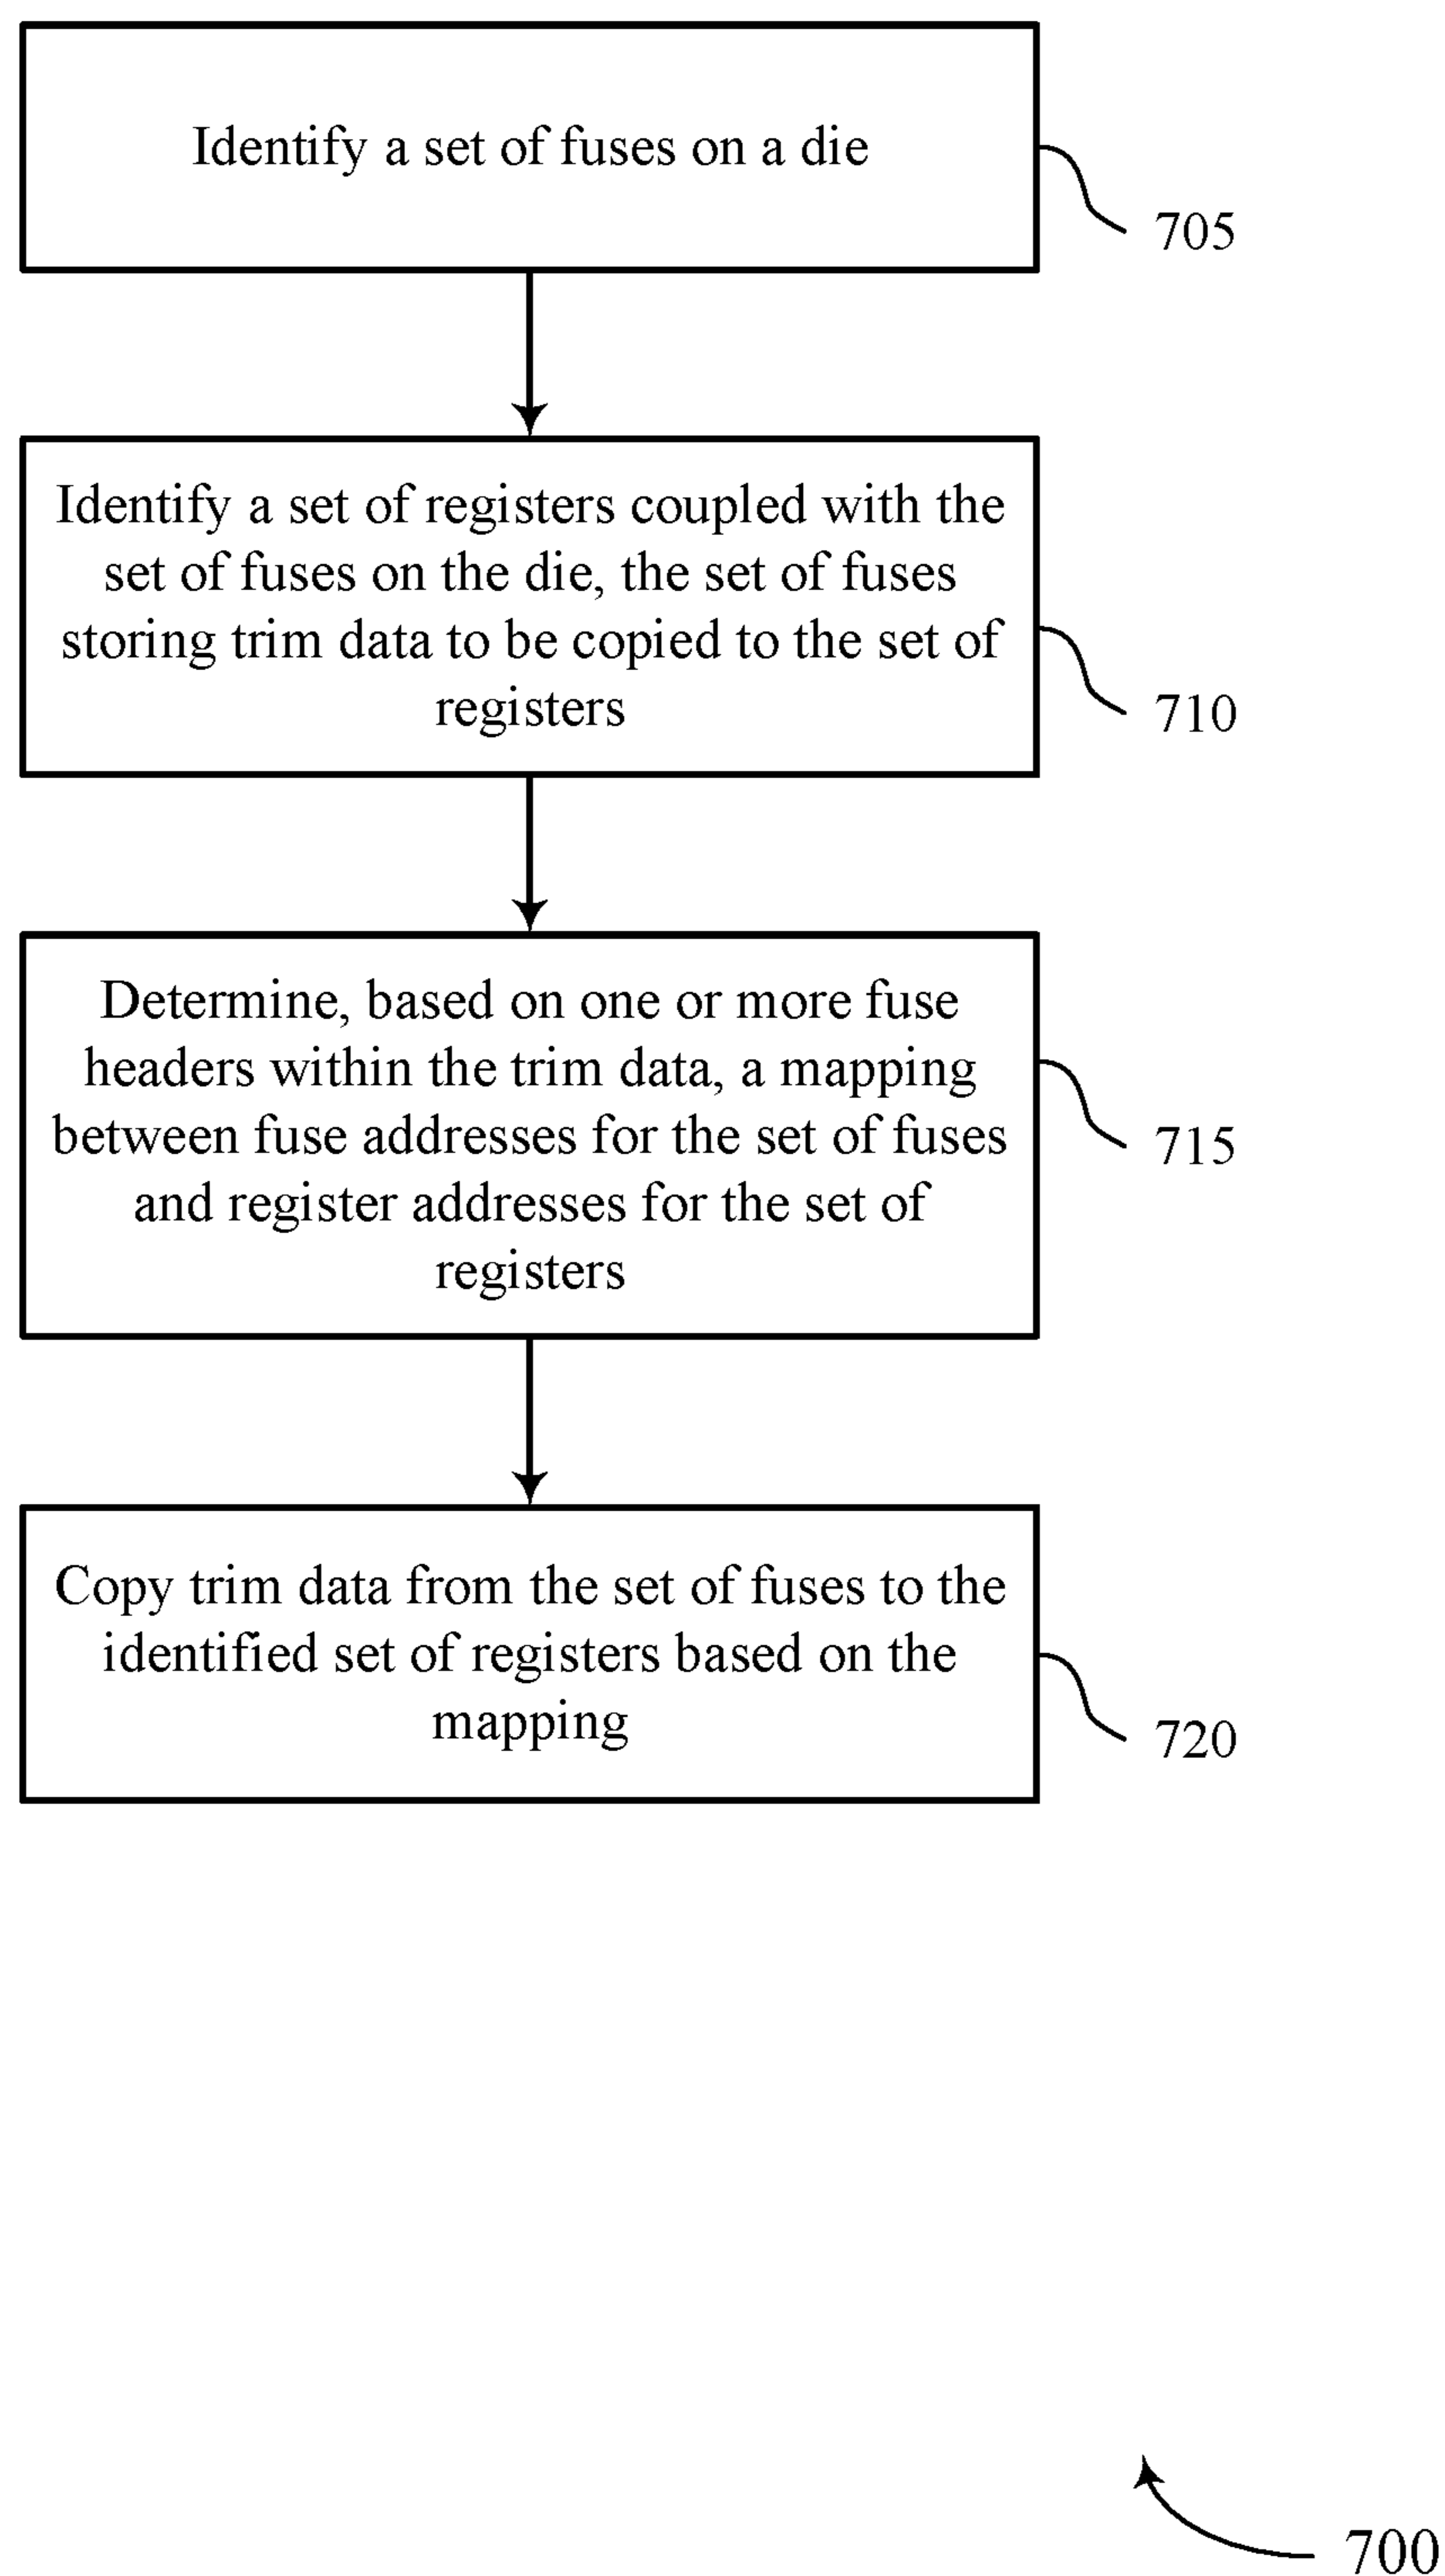 Identify a set of fuses on a die
705
Identify a set of registers coupled with the
set of fuses on the die, the set of fuses
storing trim data to be copied to the set of
registers
710
Determine, based on one or more fuse
headers within the trim data, a mapping
between fuse addresses for the set of fuses
and register addresses for the set of
registers
715
Copy trim data from the set of fuses to the
identified set of registers based on the
mapping
720
700